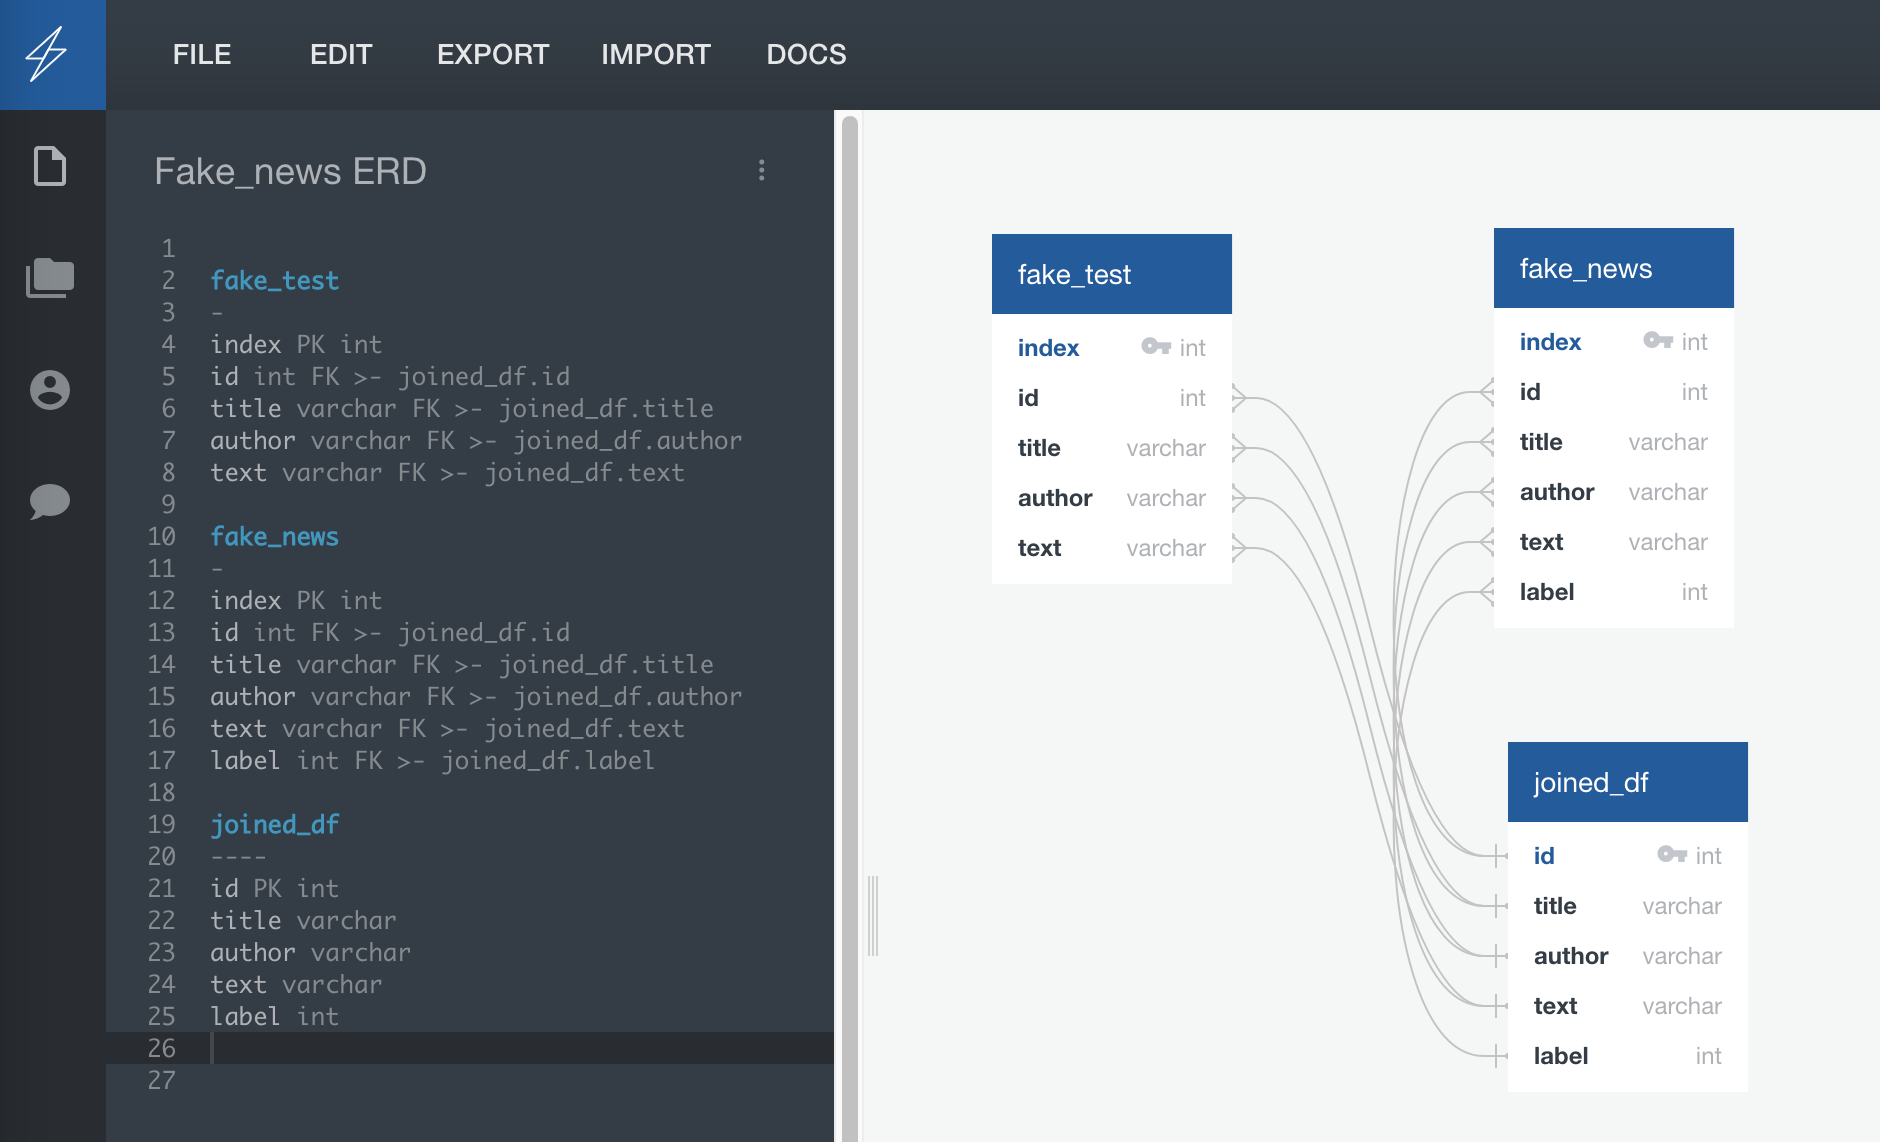 FILE EDIT EXPORT IMPORT DOCS
Fake_news ERD
1
2 fake_test
3 -
4 index PK int
5 id int FK >- joined_df.id
6 title varchar FK >- joined_df.title
7 author varchar FK >- joined_df.author
8 text varchar FK >- joined_df.text
9
10 fake_news
11 -
12 index PK int
13 id int FK >- joined_df.id
14 title varchar FK >- joined_df.title
15 author varchar FK >- joined_df.author
16 text varchar FK >- joined_df.text
17 label int FK >- joined_df.label
18
19 joined_df
20 ----
21 id PK int
22 title varchar
23 author varchar
24 text varchar
25 label int
26
27
fake_test
index int
id int
title varchar
author varchar
text varchar
fake_news
index int
id int
title varchar
author varchar
text varchar
label int
joined_df
id int
title varchar
author varchar
text varchar
label int